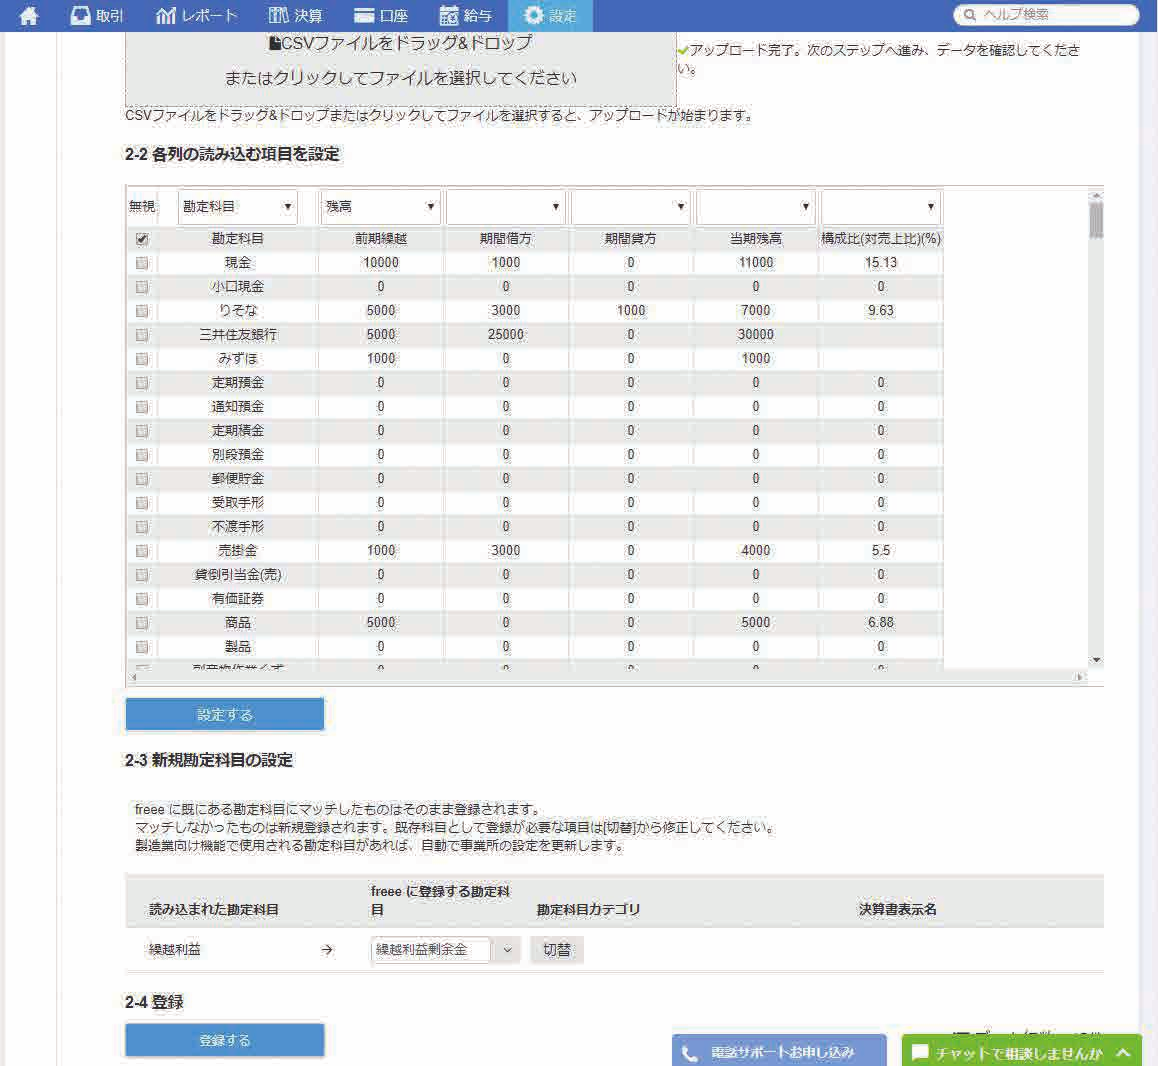 取引 レポート 決算 口座 給与 設定 ヘルプ検索
CSVファイルをドラッグ&ドロップ
またはクリックしてファイルを選択してください
アップロード完了。次のステップへ進み、データを確認してくださ
い。
CSVファイルをドラッグ&ドロップまたはクリックしてファイルを選択すると、アップロードが始まります。
2-2 各列の読み込む項目を設定
無視 勘定科目 残高
勘定科目 前期繰越 期間借方 期間貸方 当期残高 構成比(対売上比)(%)
現金 10000 1000 0 11000 15.13
小口現金 0 0 0 0 0
りそな 5000 3000 1000 7000 9.63
三井住友銀行 5000 25000 0 30000
みずほ 1000 0 0 1000
定期預金 0 0 0 0 0
通知預金 0 0 0 0 0
定期積金 0 0 0 0 0
別段預金 0 0 0 0 0
郵便貯金 0 0 0 0 0
受取手形 0 0 0 0 0
不渡手形 0 0 0 0 0
売掛金 1000 3000 0 4000 5.5
貸倒引当金(売) 0 0 0 0 0
有価証券 0 0 0 0 0
商品 5000 0 0 5000 6.88
製品 0 0 0 0 0
設定する
2-3 新規勘定科目の設定
freee に既にある勘定科目にマッチしたものはそのまま登録されます。
マッチしなかったものは新規登録されます。既存科目として登録が必要な項目は[切替]から修正してください。
製造業向け機能で使用される勘定科目があれば、自動で事業所の設定を更新します。
読み込まれた勘定科目 freee に登録する勘定科目 勘定科目カテゴリ 決算書表示名
繰越利益 → 繰越利益剰余金 切替
2-4 登録
登録する
電話サポートお申し込み
チャットで相談しませんか